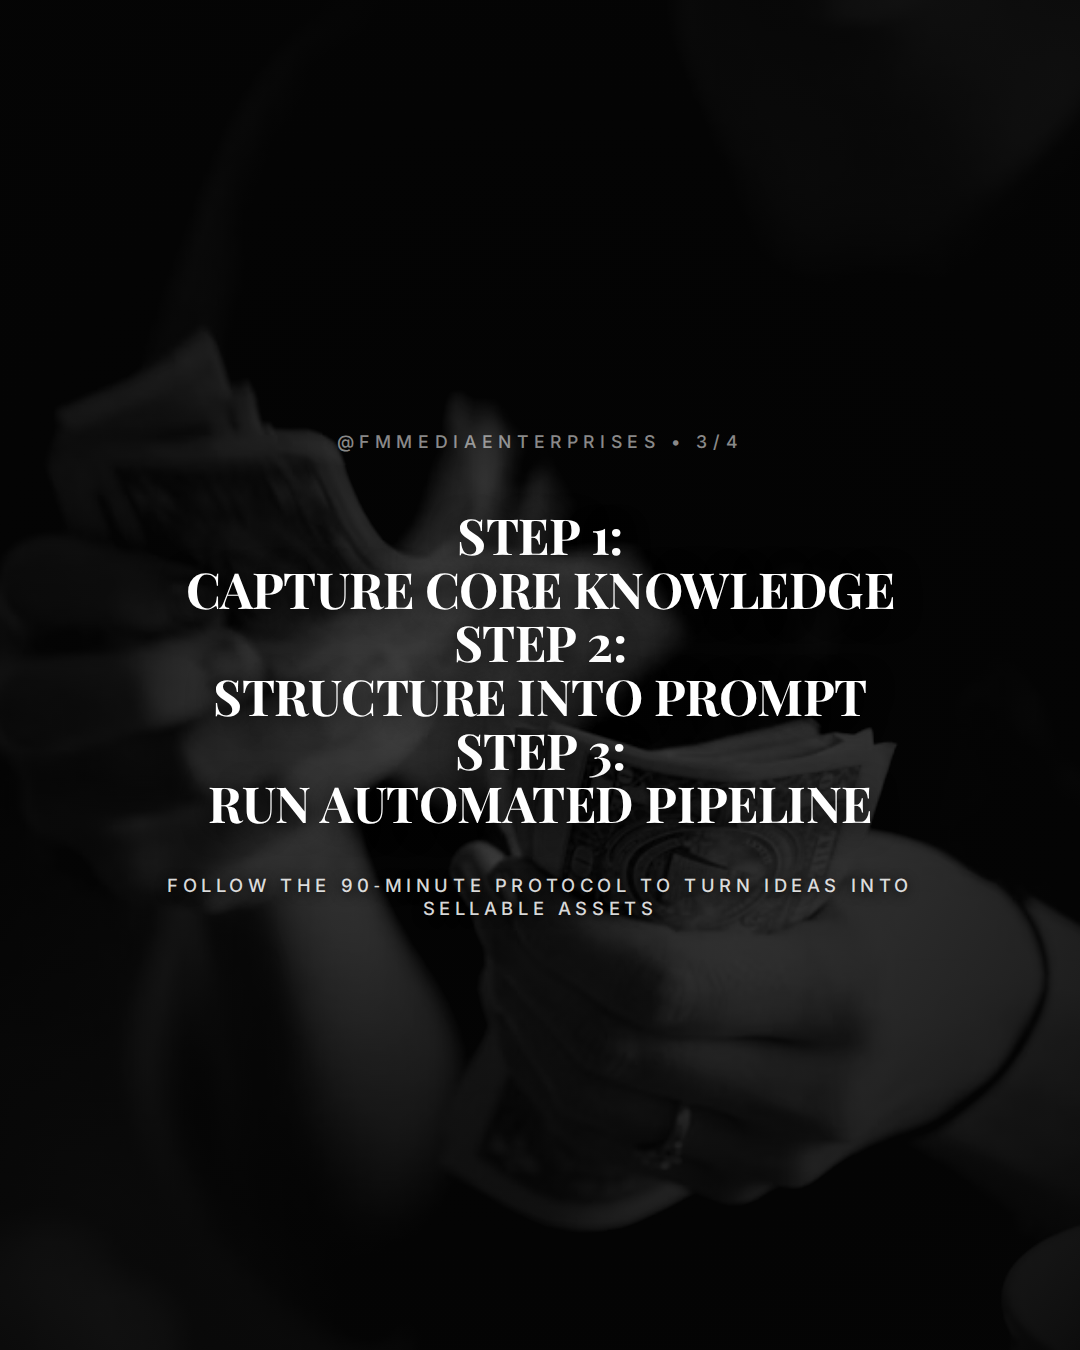 @FMMEDIAENTERPRISES • 3/4
STEP 1:
CAPTURE CORE KNOWLEDGE
STEP 2:
STRUCTURE INTO PROMPT
STEP 3:
RUN AUTOMATED PIPELINE
FOLLOW THE 90-MINUTE PROTOCOL TO TURN IDEAS INTO
SELLABLE ASSETS